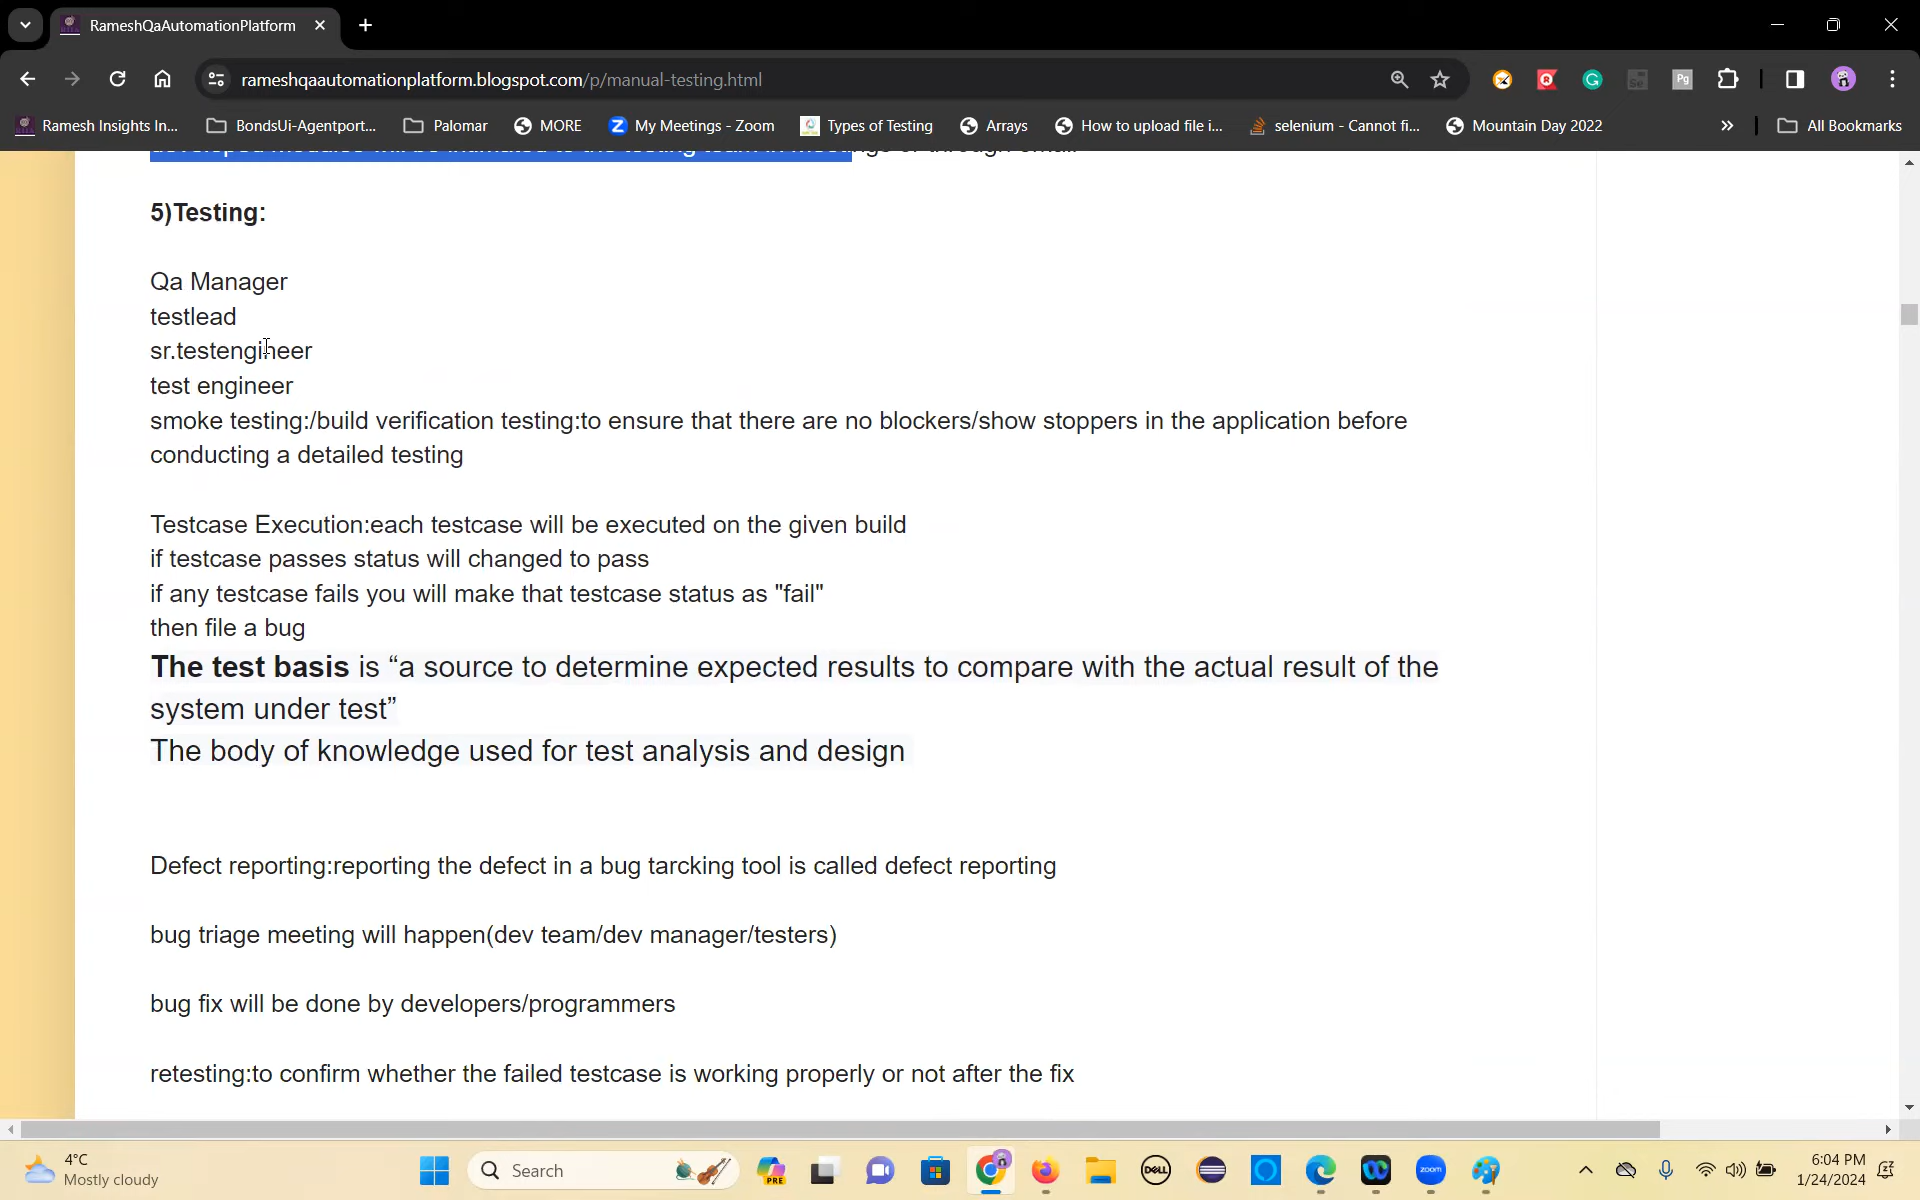 RameshQaAutomationPlatform
rameshqaautomationplatform.blogspot.com/p/manual-testing.html
Ramesh Insights In...
BondsUi-Agentport...
Palomar
MORE
My Meetings - Zoom
Types of Testing
Arrays
How to upload file i...
selenium - Cannot fi...
Mountain Day 2022
All Bookmarks
5)Testing:
Qa Manager
testlead
sr.testengineer
test engineer
smoke testing:/build verification testing:to ensure that there are no blockers/show stoppers in the application before
conducting a detailed testing
Testcase Execution:each testcase will be executed on the given build
if testcase passes status will changed to pass
if any testcase fails you will make that testcase status as "fail"
then file a bug
The test basis is “a source to determine expected results to compare with the actual result of the
system under test”
The body of knowledge used for test analysis and design
Defect reporting:reporting the defect in a bug tarcking tool is called defect reporting
bug triage meeting will happen(dev team/dev manager/testers)
bug fix will be done by developers/programmers
retesting:to confirm whether the failed testcase is working properly or not after the fix
4°C
Mostly cloudy
Search
PRE
DELL
zoom
6:04 PM
1/24/2024